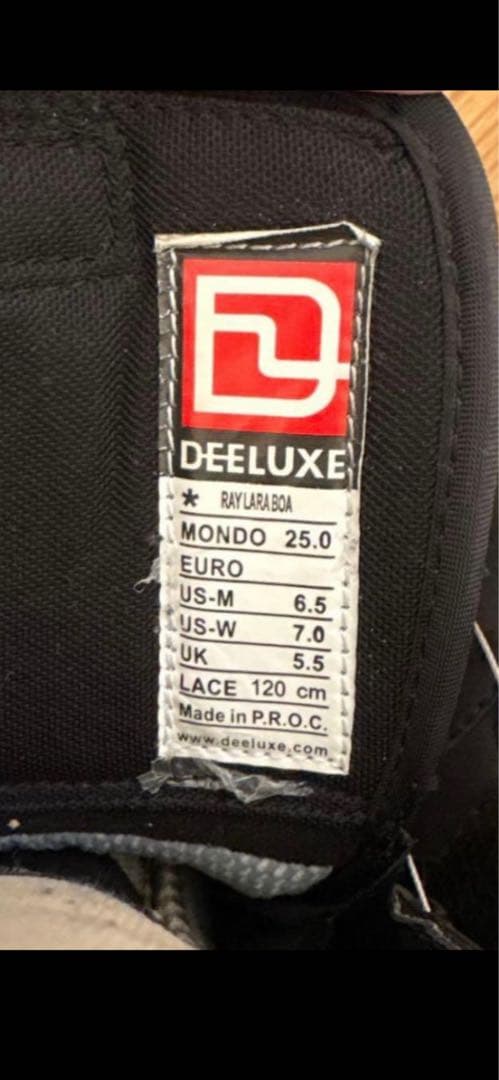 DEELUXE
* RAY LARA BOA
MONDO 25.0
EURO
US-M 6.5
US-W 7.0
UK 5.5
LACE 120 cm
Made in P.R.O.C.
www.deeluxe.com